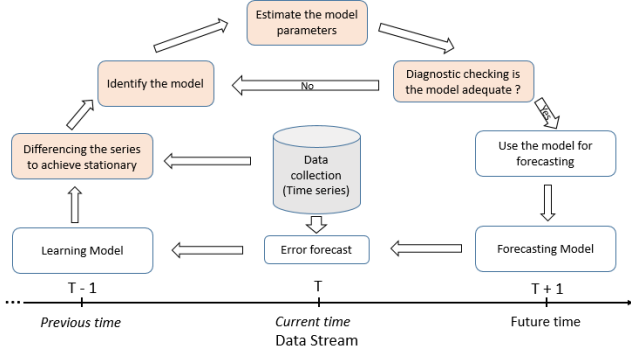 Estimate the model
parameters
Identify the model
No
Diagnostic checking is
the model adequate ?
Yes
Differencing the series
to achieve stationary
Data
collection
(Time series)
Use the model for
forecasting
Learning Model
Error forecast
Forecasting Model
T - 1
T
T + 1
Previous time
Current time
Future time
Data Stream